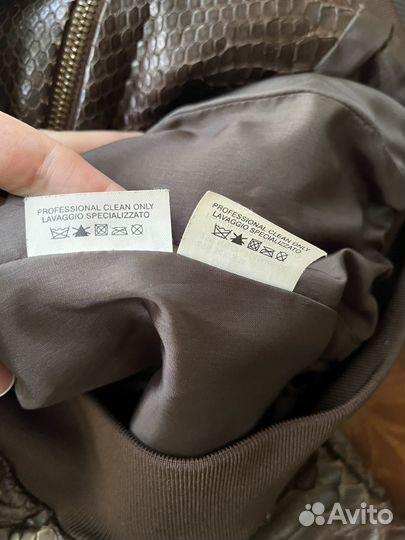 PROFESSIONAL CLEAN ONLY
LAVAGGIO SPECIALIZZATO
PROFESSIONAL CLEAN ONLY
LAVAGGIO SPECIALIZZATO
Avito